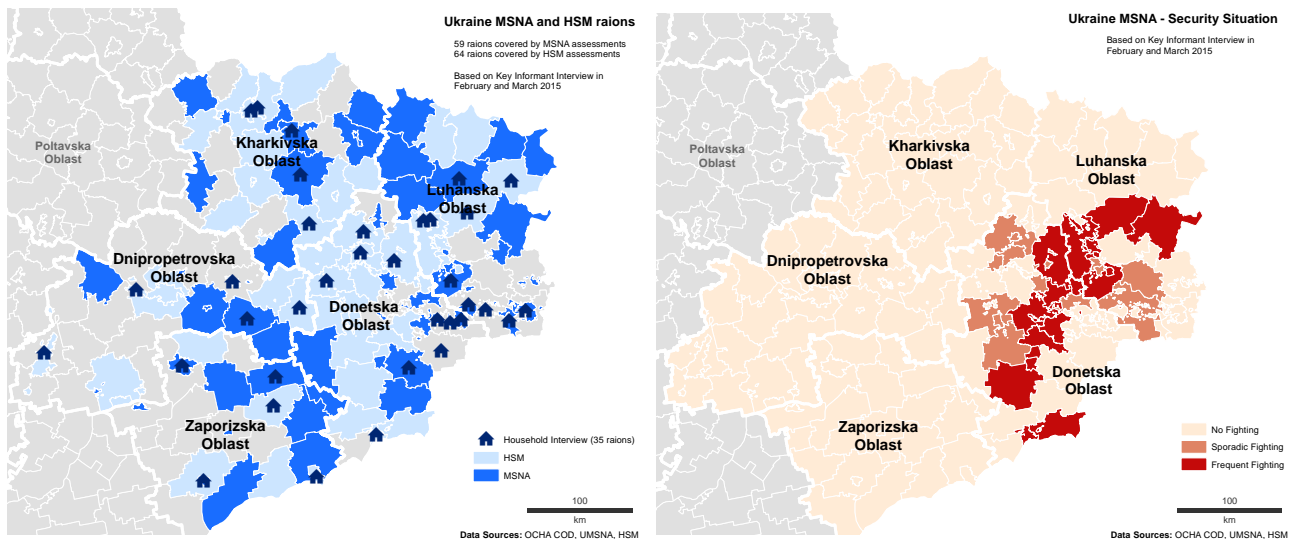 Ukraine MSNA and HSM raions
59 raions covered by MSNA assessments
64 raions covered by HSM assessments
Based on Key Informant Interview in
February and March 2015
Poltavska
Oblast
Kharkivska
Oblast
Luhanska
Oblast
Dnipropetrovska
Oblast
Donetska
Oblast
Zaporizska
Oblast
Household Interview (35 raions)
HSM
MSNA
100
km
Data Sources: OCHA COD, UMSNA, HSM
Ukraine MSNA - Security Situation
Based on Key Informant Interview in
February and March 2015
Poltavska
Oblast
Kharkivska
Oblast
Luhanska
Oblast
Dnipropetrovska
Oblast
Donetska
Oblast
Zaporizska
Oblast
No Fighting
Sporadic Fighting
Frequent Fighting
100
km
Data Sources: OCHA COD, UMSNA, HSM